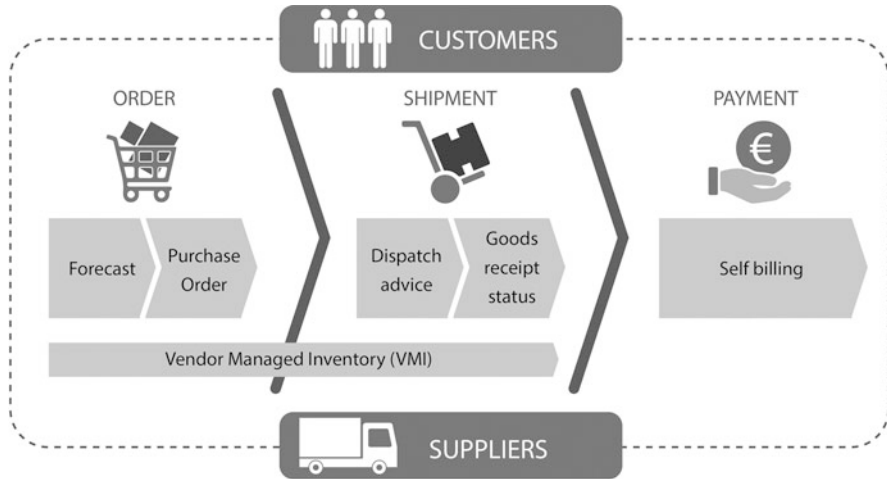 CUSTOMERS
ORDER
SHIPMENT
PAYMENT
€
Forecast
Purchase
Order
Dispatch
advice
Goods
receipt
status
Self billing
Vendor Managed Inventory (VMI)
SUPPLIERS